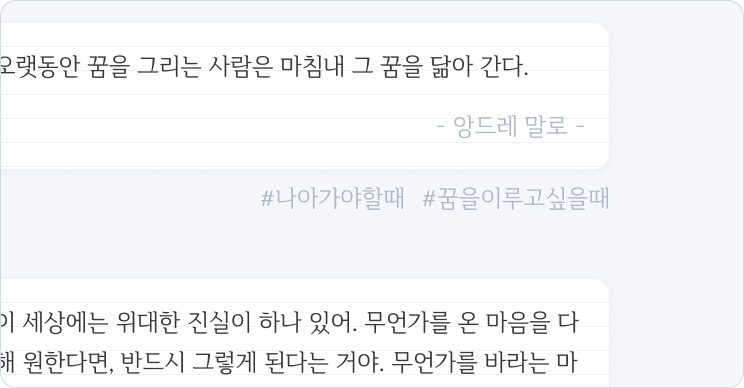 오랫동안 꿈을 그리는 사람은 마침내 그 꿈을 닮아 간다.
- 앙드레 말로 -
#나아가야할때 #꿈을이루고싶을때
이 세상에는 위대한 진실이 하나 있어. 무언가를 온 마음을 다
해 원한다면, 반드시 그렇게 된다는 거야. 무언가를 바라는 마